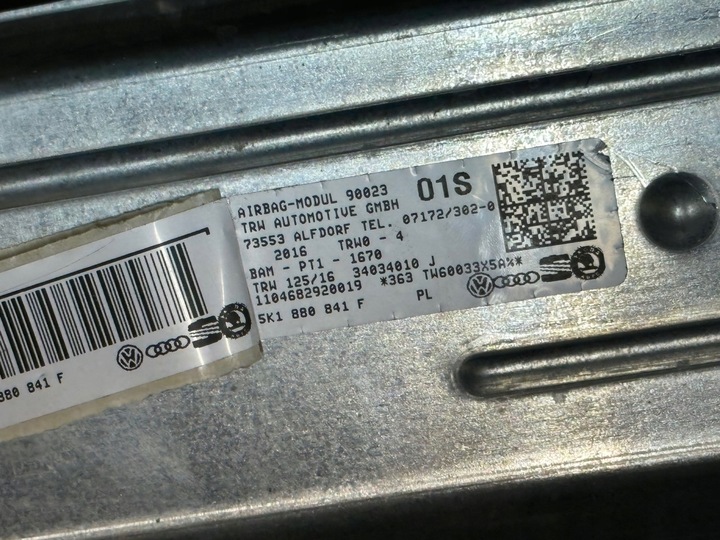 AIRBAG-MODUL 90023 01S
TRW AUTOMOTIVE GMBH
73553 ALFDORF TEL. 07172/302-0
2016 TRW0 - 4
BAM - PT1 - 1670
TRW 125/16 34034010 J
1104682920019 *363 TW60033X5A%*
5K1 880 841 F PL
880 841 F